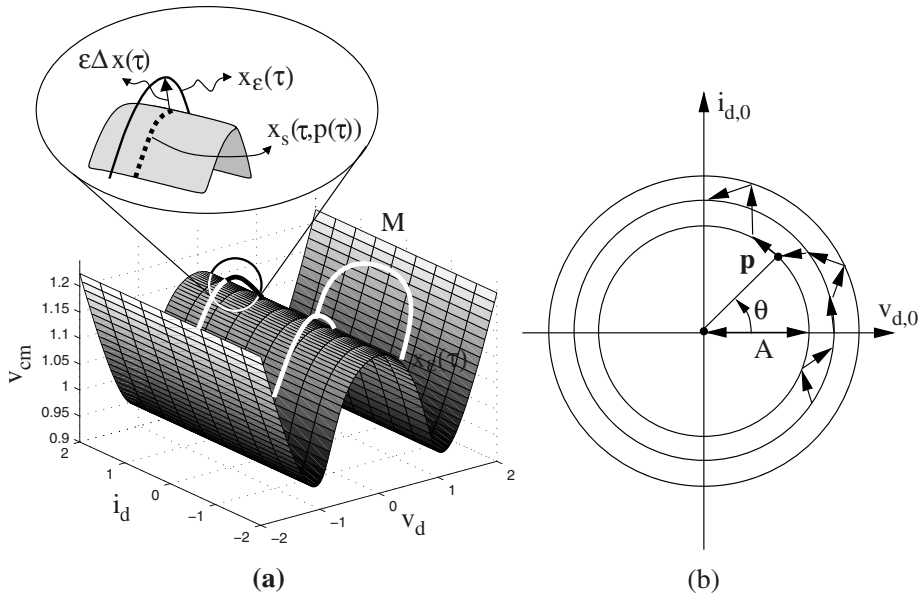 εΔx(τ)
x_ε(τ)
x_s(τ,p(τ))
M
x_ε(τ)
v_cm
1.2
1.15
1.1
1.05
1
0.95
0.9
2
1
0
−1
−2
i_d
−2
−1
0
1
2
v_d
(a)
i_d,0
p
θ
v_d,0
A
(b)